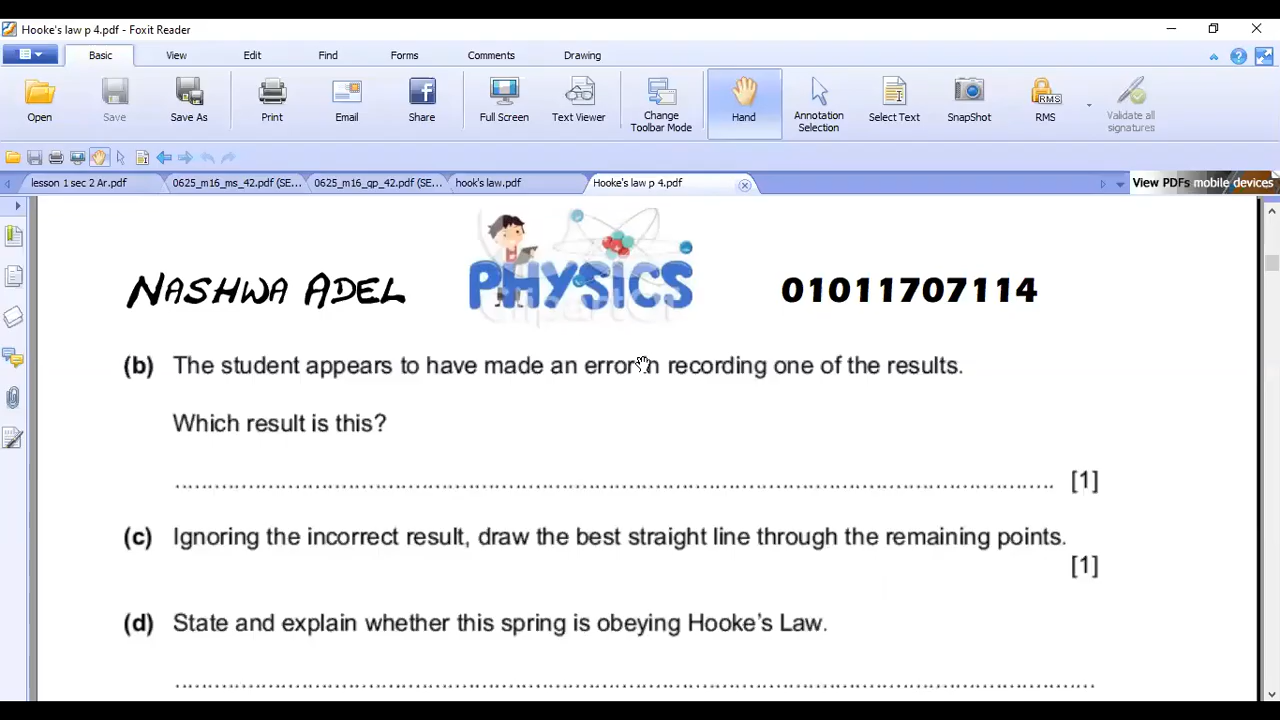 Hooke's law p 4.pdf - Foxit Reader
Basic View Edit Find Forms Comments Drawing
Open Save Save As Print Email Share Full Screen Text Viewer Change Toolbar Mode Hand Annotation Selection Select Text SnapShot RMS Validate all signatures
lesson 1 sec 2 Ar.pdf 0625_m16_ms_42.pdf (SE... 0625_m16_qp_42.pdf (SE... hook's law.pdf Hooke's law p 4.pdf View PDFs mobile devices
NASHWA ADEL PHYSICS 01011707114
(b) The student appears to have made an error in recording one of the results.
Which result is this?
[1]
(c) Ignoring the incorrect result, draw the best straight line through the remaining points.
[1]
(d) State and explain whether this spring is obeying Hooke's Law.